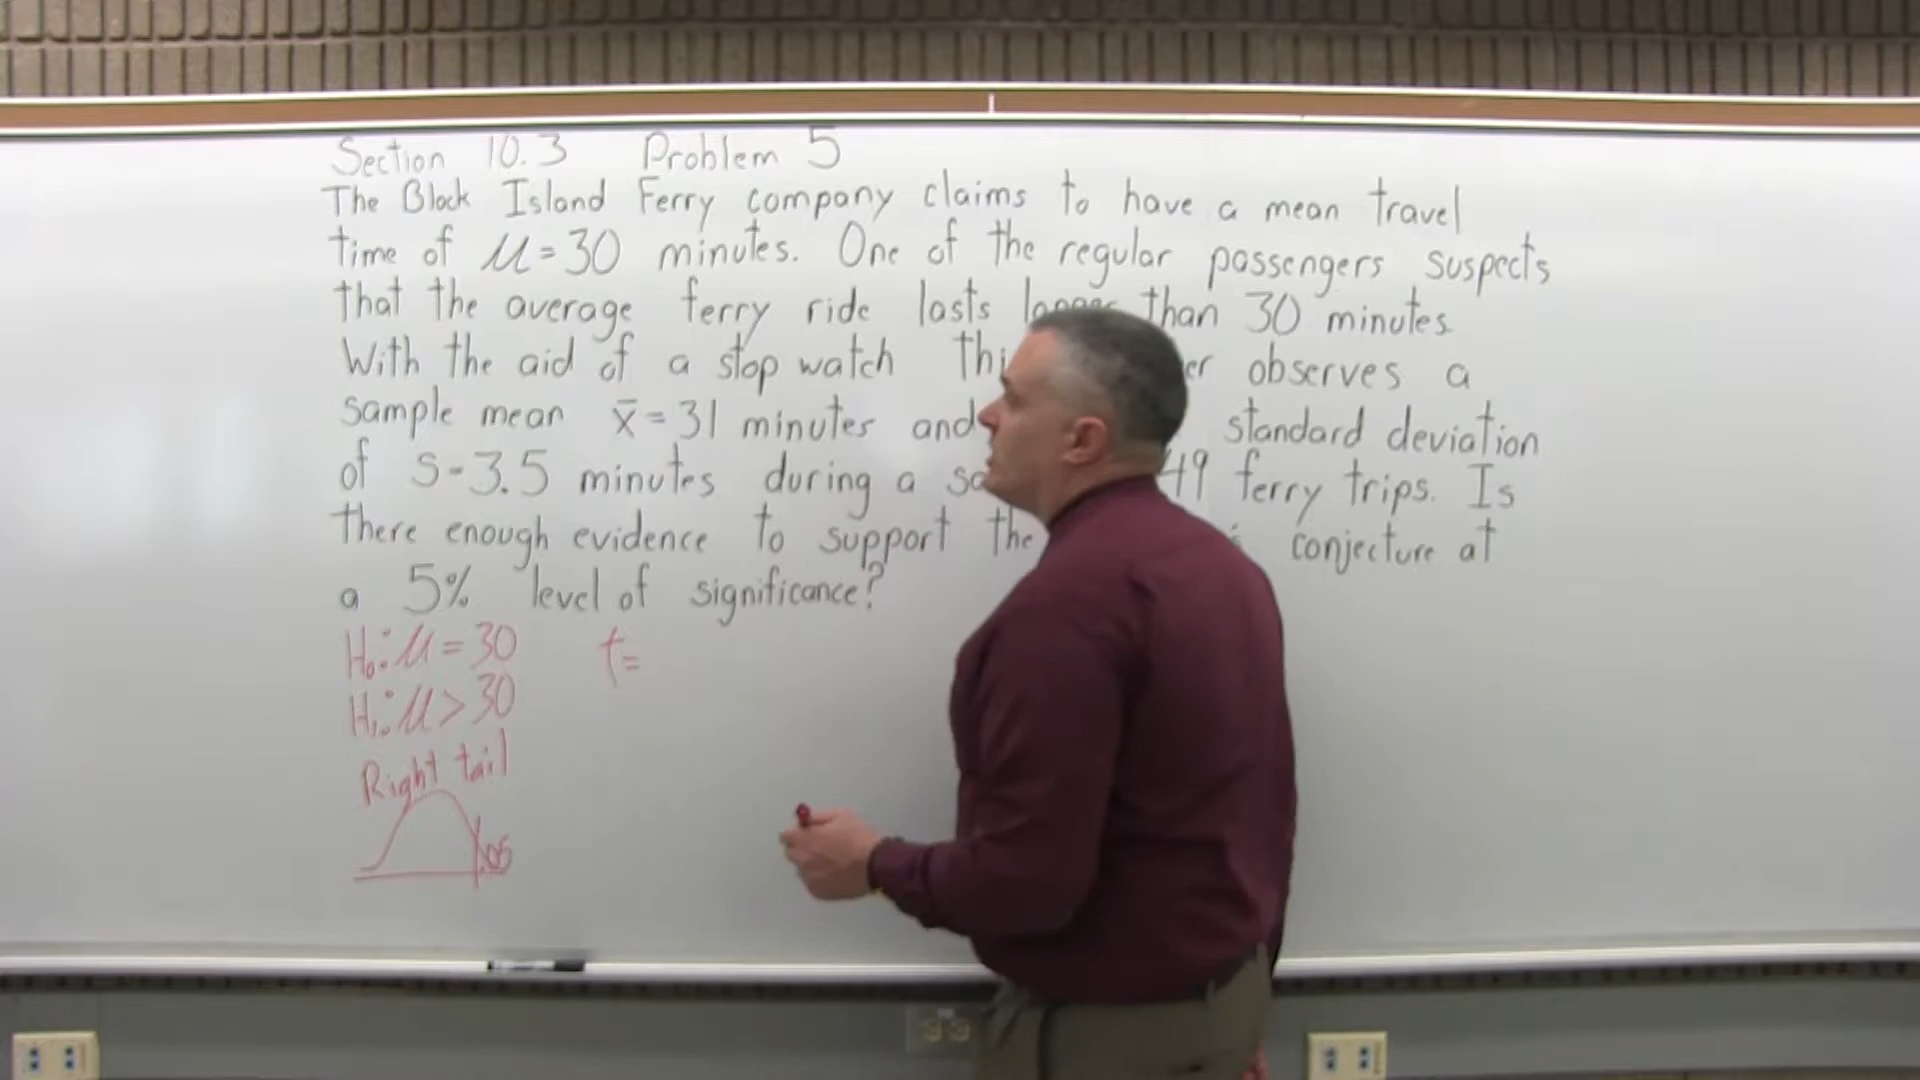 Section 10.3 Problem 5
The Block Island Ferry company claims to have a mean travel
time of μ = 30 minutes. One of the regular passengers suspects
that the average ferry ride lasts longer than 30 minutes.
With the aid of a stop watch observes a
sample mean x̄ = 31 minutes and standard deviation
of S = 3.5 minutes during a 49 ferry trips. Is
there enough evidence to support the conjecture at
a 5% level of significance?
H₀: μ = 30 t=
H₁: μ > 30
Right tail
.05